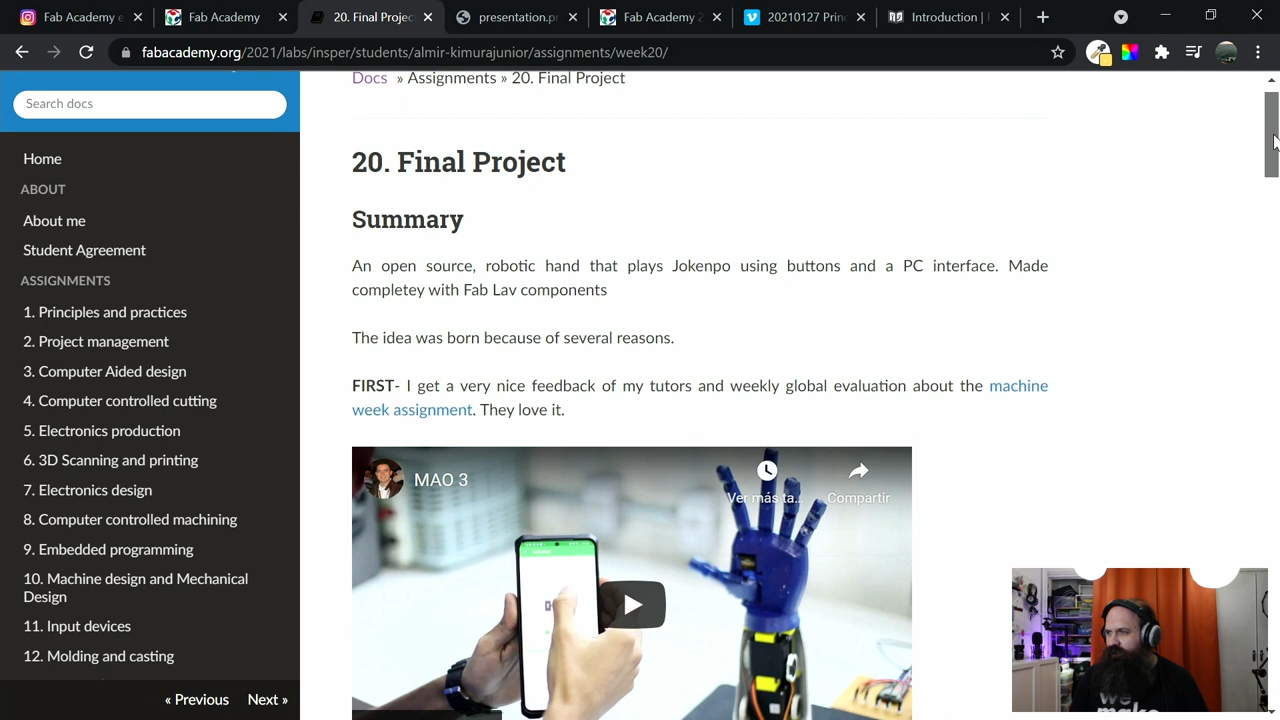 Fab Academy
Fab Academy
20. Final Projec
presentation.pr
Fab Academy 2
20210127 Prin
Introduction |
fabacademy.org/2021/labs/insper/students/almir-kimurajunior/assignments/week20/
Search docs
Home
ABOUT
About me
Student Agreement
ASSIGNMENTS
1. Principles and practices
2. Project management
3. Computer Aided design
4. Computer controlled cutting
5. Electronics production
6. 3D Scanning and printing
7. Electronics design
8. Computer controlled machining
9. Embedded programming
10. Machine design and Mechanical
Design
11. Input devices
12. Molding and casting
« Previous Next »
Docs » Assignments » 20. Final Project
20. Final Project
Summary
An open source, robotic hand that plays Jokenpo using buttons and a PC interface. Made
completey with Fab Lav components
The idea was born because of several reasons.
FIRST- I get a very nice feedback of my tutors and weekly global evaluation about the machine
week assignment. They love it.
MAO 3
Ver más ta...
Compartir
we
make